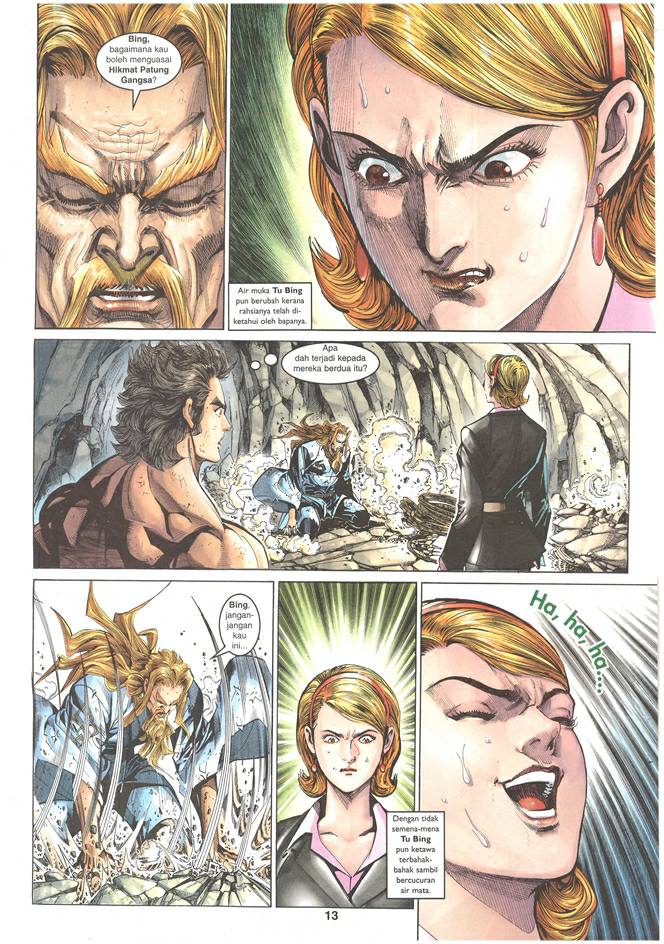 Bing,
bagaimana kau
boleh menguasai
Hikmat Patung
Gangsa?
Air muka Tu Bing
pun berubah kerana
rahsianya telah di-
ketahui oleh bapanya.
Apa
dah terjadi kepada
mereka berdua itu?
Bing,
jangan-
jangan
kau
ini...
Dengan tidak
semena-mena
Tu Bing
pun ketawa
terbahak-
bahak sambil
bercucuran
air mata.
Ha, ha, ha....
13